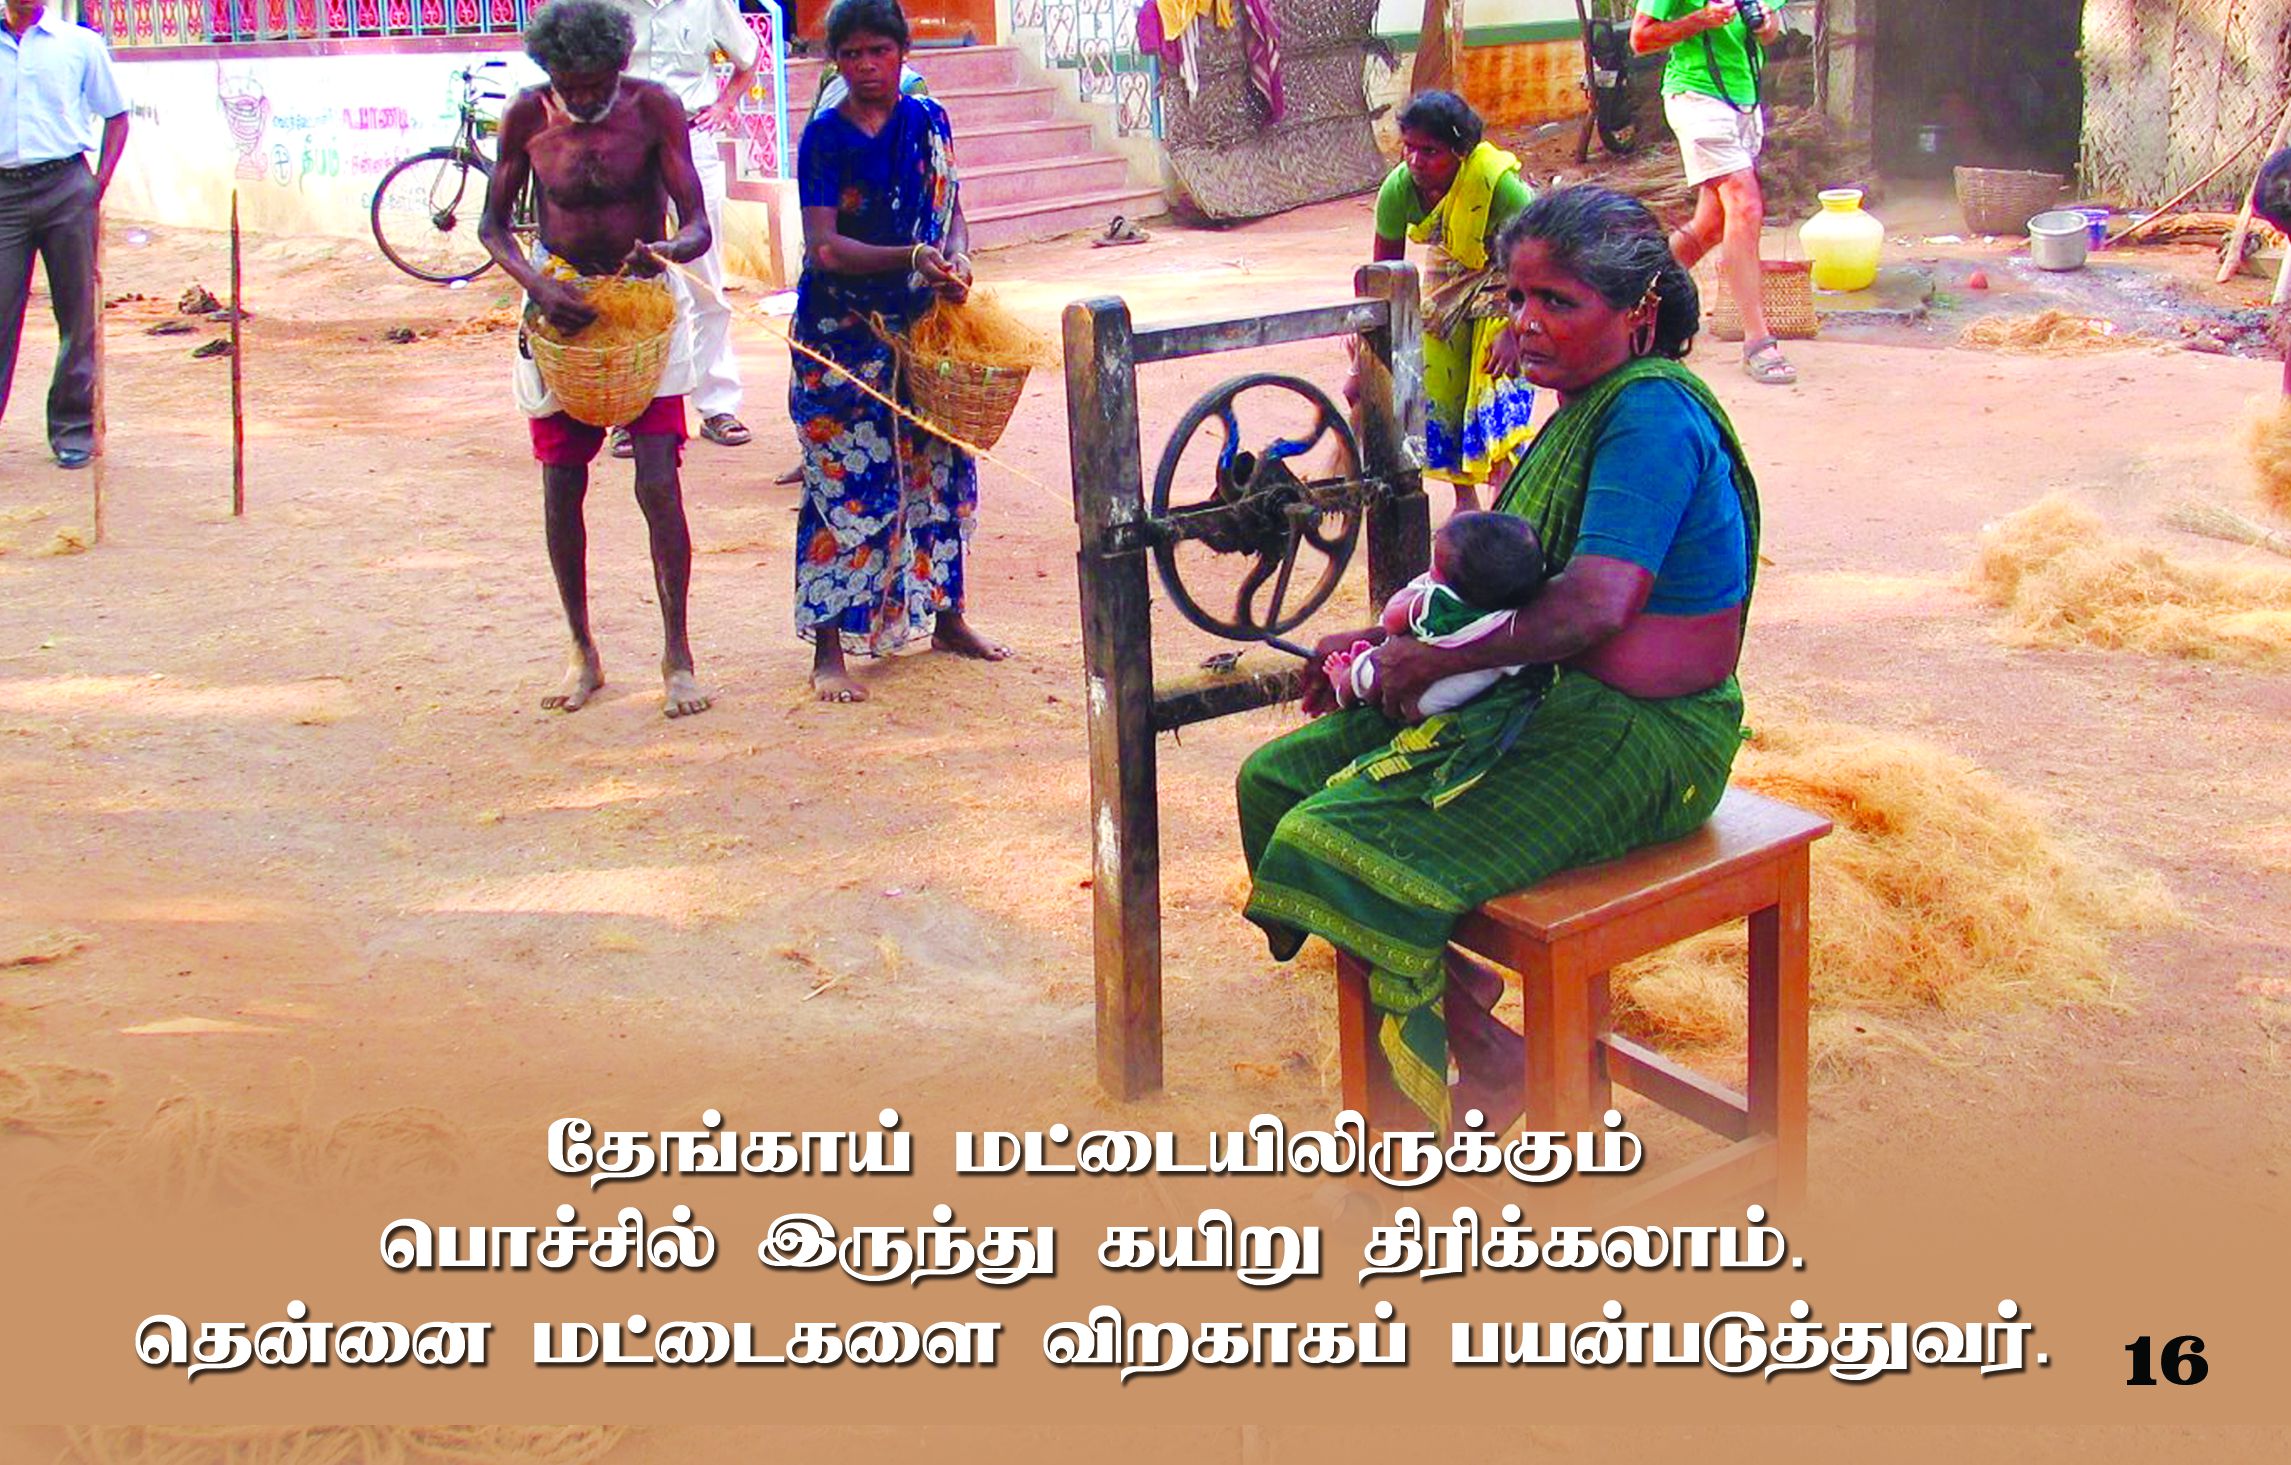 தேங்காய் மட்டையிலிருக்கும்
பொச்சில் இருந்து கயிறு திரிக்கலாம்.
தென்னை மட்டைகளை விறகாகப் பயன்படுத்துவர். 16